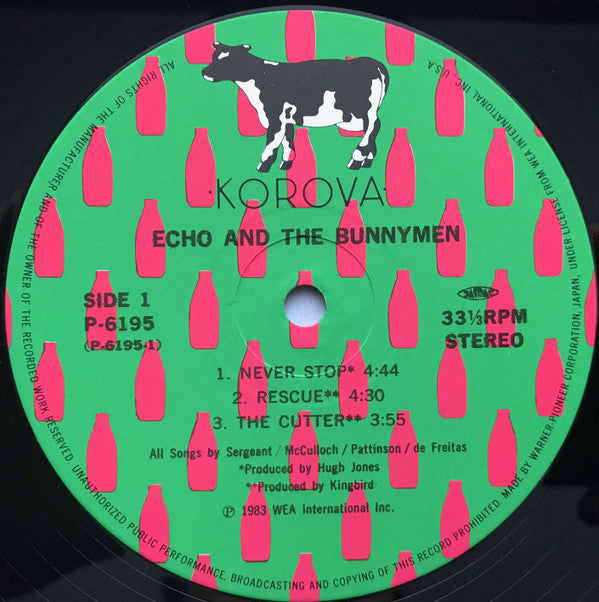 ·KOROVA·
ECHO AND THE BUNNYMEN
SIDE 1
P-6195
(P-6195-1)
33⅓RPM
STEREO
1. NEVER STOP* 4:44
2. RESCUE** 4:30
3. THE CUTTER** 3:55
All Songs by Sergeant/McCulloch/Pattinson/de Freitas
*Produced by Hugh Jones
**Produced by Kingbird
℗ 1983 WEA International Inc.
ALL RIGHTS OF THE MANUFACTURER AND OF THE OWNER OF THE RECORDED WORK RESERVED. UNAUTHORIZED PUBLIC PERFORMANCE, BROADCASTING AND COPYING OF THIS RECORD PROHIBITED. MADE BY WARNER-PIONEER CORPORATION, JAPAN, UNDER LICENSE FROM WEA INTERNATIONAL INC., U.S.A.